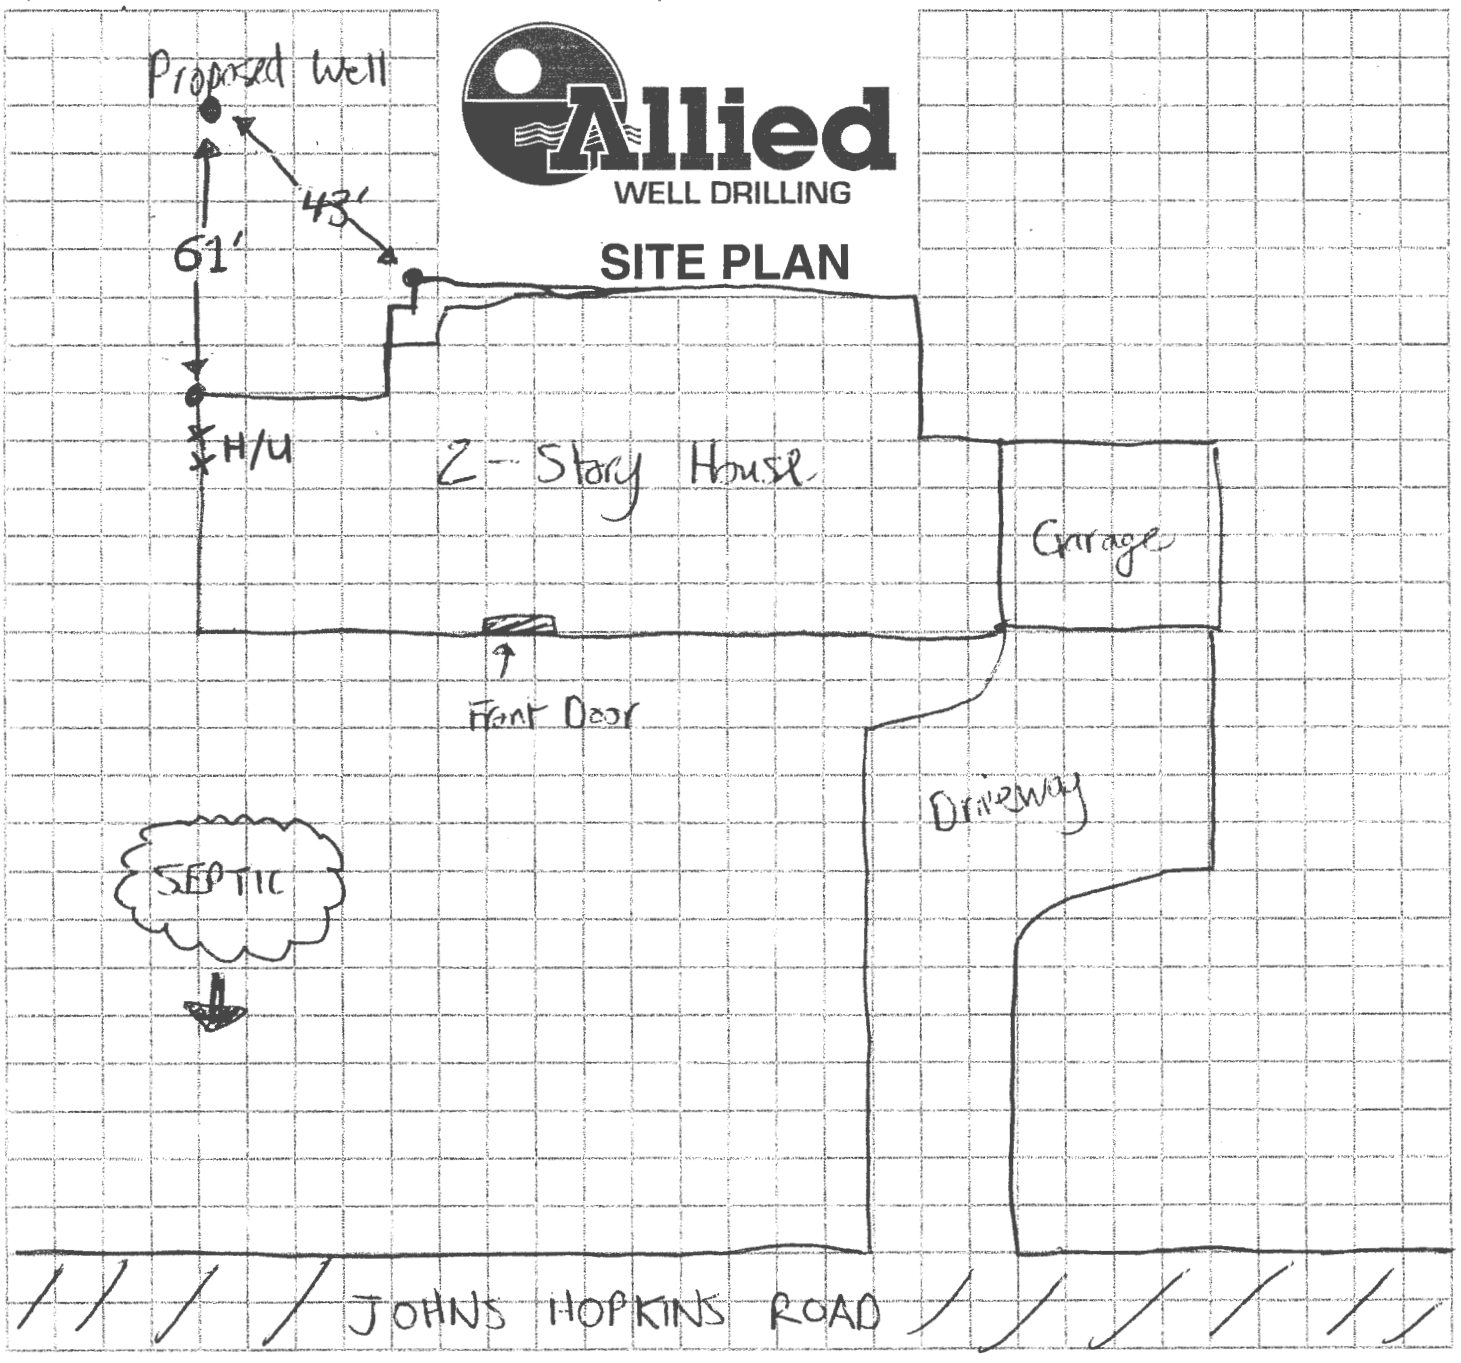 Proposed Well
Allied
WELL DRILLING
SITE PLAN
43'
61'
H/U
2-Story House
Garage
Front Door
Driveway
SEPTIC
JOHNS HOPKINS ROAD